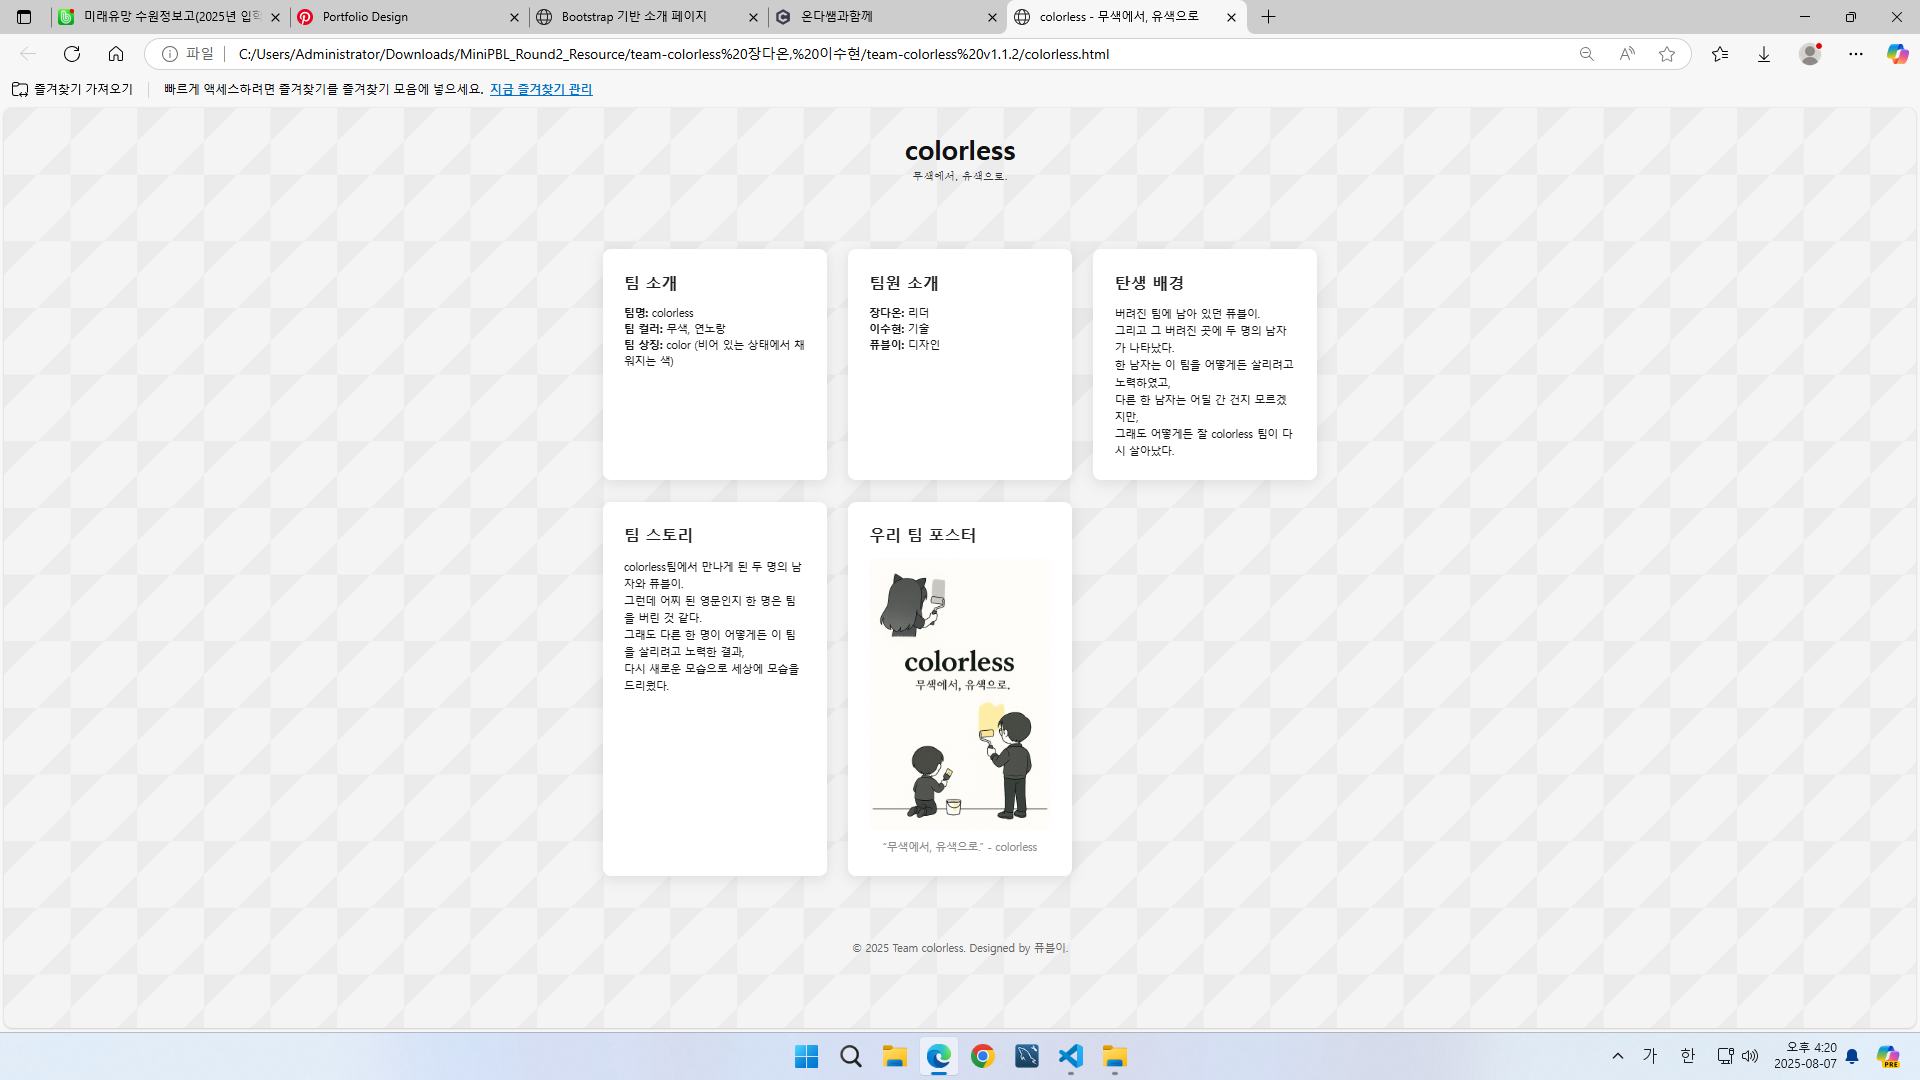 미래유망 수원정보고(2025년 입학
Portfolio Design
Bootstrap 기반 소개 페이지
온다쌤과함께
colorless - 무색에서, 유색으로
파일
C:/Users/Administrator/Downloads/MiniPBL_Round2_Resource/team-colorless%20장다온,%20이수현/team-colorless%20v1.1.2/colorless.html
즐겨찾기 가져오기
빠르게 액세스하려면 즐겨찾기를 즐겨찾기 모음에 넣으세요. 지금 즐겨찾기 관리
colorless
무색에서, 유색으로.
팀 소개
팀명: colorless
팀 컬러: 무색, 연노랑
팀 상징: color (비어 있는 상태에서 채
워지는 색)
팀원 소개
장다온: 리더
이수현: 기술
퓨블이: 디자인
탄생 배경
버려진 팀에 남아 있던 퓨블이.
그리고 그 버려진 곳에 두 명의 남자
가 나타났다.
한 남자는 이 팀을 어떻게든 살리려고
노력하였고,
다른 한 남자는 어딜 간 건지 모르겠
지만,
그래도 어떻게든 잘 colorless 팀이 다
시 살아났다.
팀 스토리
colorless팀에서 만나게 된 두 명의 남
자와 퓨블이.
그런데 어찌 된 영문인지 한 명은 팀
을 버린 것 같다.
그래도 다른 한 명이 어떻게든 이 팀
을 살리려고 노력한 결과,
다시 새로운 모습으로 세상에 모습을
드리웠다.
우리 팀 포스터
colorless
무색에서, 유색으로.
"무색에서, 유색으로." - colorless
© 2025 Team colorless. Designed by 퓨블이.
가
한
오후 4:20
2025-08-07
PRE